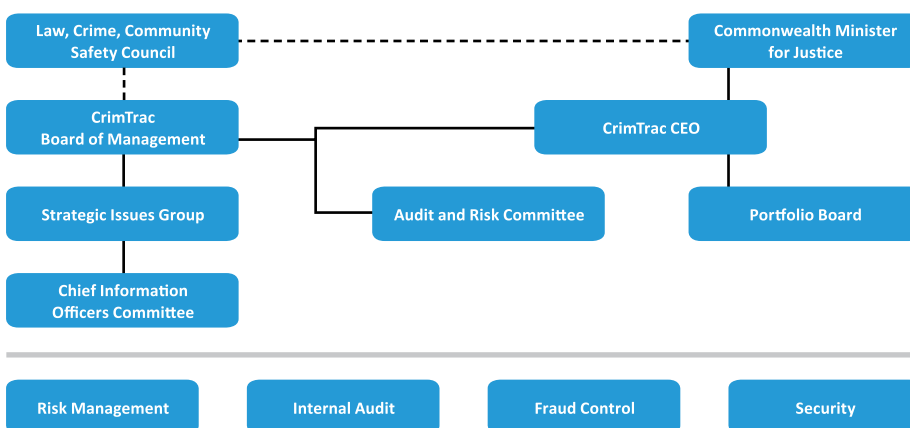 Law, Crime, Community
Safety Council
Commonwealth Minister
for Justice
CrimTrac
Board of Management
CrimTrac CEO
Strategic Issues Group
Audit and Risk Committee
Portfolio Board
Chief Information
Officers Committee
Risk Management
Internal Audit
Fraud Control
Security